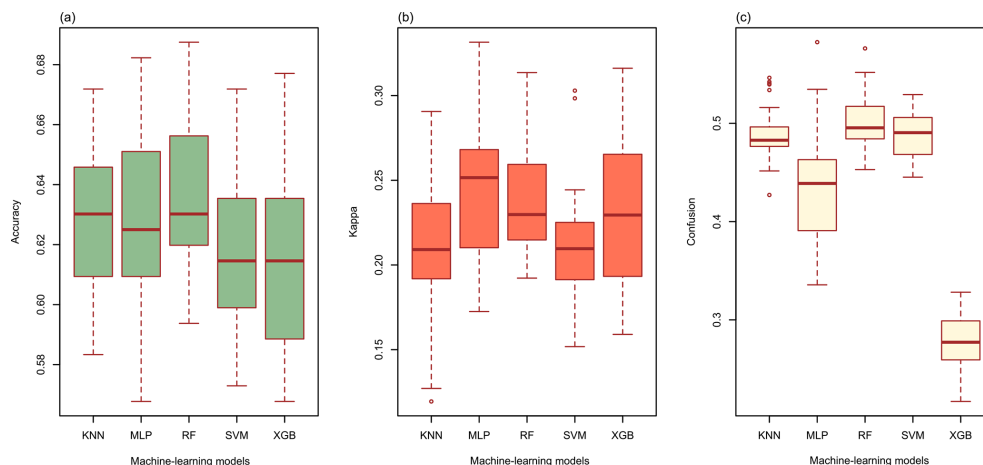 (a)
Accuracy
0.68
0.66
0.64
0.62
0.60
0.58
KNN MLP RF SVM XGB
Machine-learning models
(b)
Kappa
0.30
0.25
0.20
0.15
KNN MLP RF SVM XGB
Machine-learning models
(c)
Confusion
0.5
0.4
0.3
KNN MLP RF SVM XGB
Machine-learning models